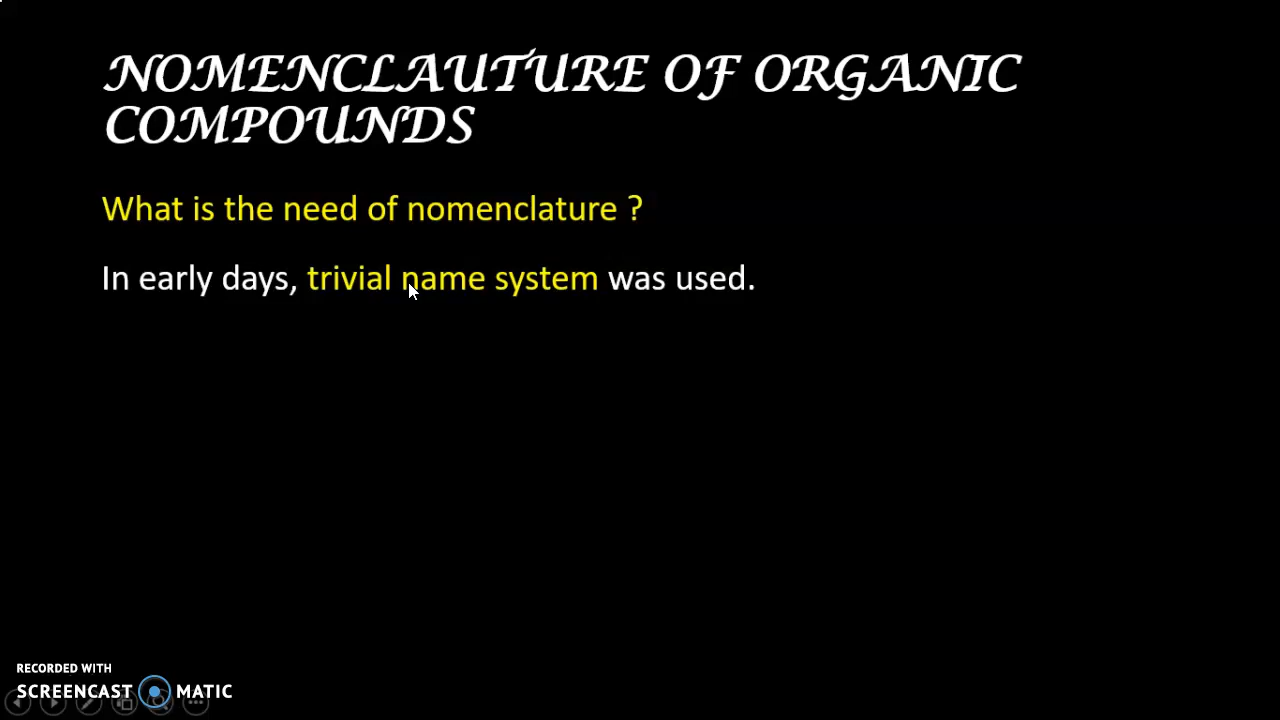 NOMENCLAUTURE OF ORGANIC
COMPOUNDS
What is the need of nomenclature ?
In early days, trivial name system was used.
RECORDED WITH
SCREENCAST MATIC